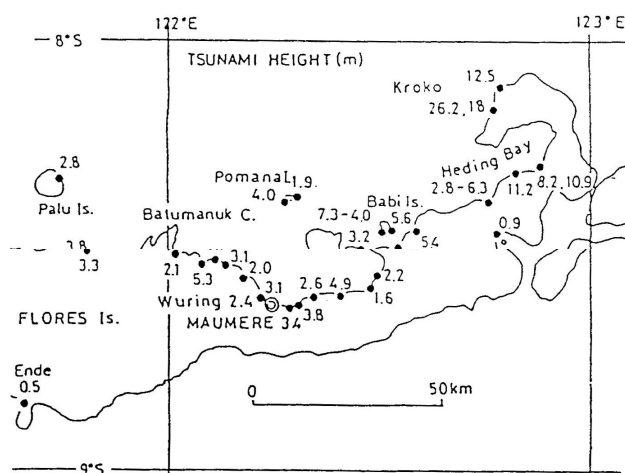 122°E
123°E
8°S
TSUNAMI HEIGHT (m)
Kroko
12.5
26.2, 18
Heding Bay
2.8
Palu Is.
Pomana I.
1.9.
4.0
Babi Is.
2.8-6.3
11.2
8.2, 10.9
Balumanuk C.
7.3-4.0
5.6
3.2
5.4
0.9
3.8
3.3
2.1
5.3
3.1
2.0
2.2
Wuring
2.4
3.1
2.6
4.9
1.6
FLORES Is.
MAUMERE
3.4
3.8
Ende
0.5
0
50km
9°S